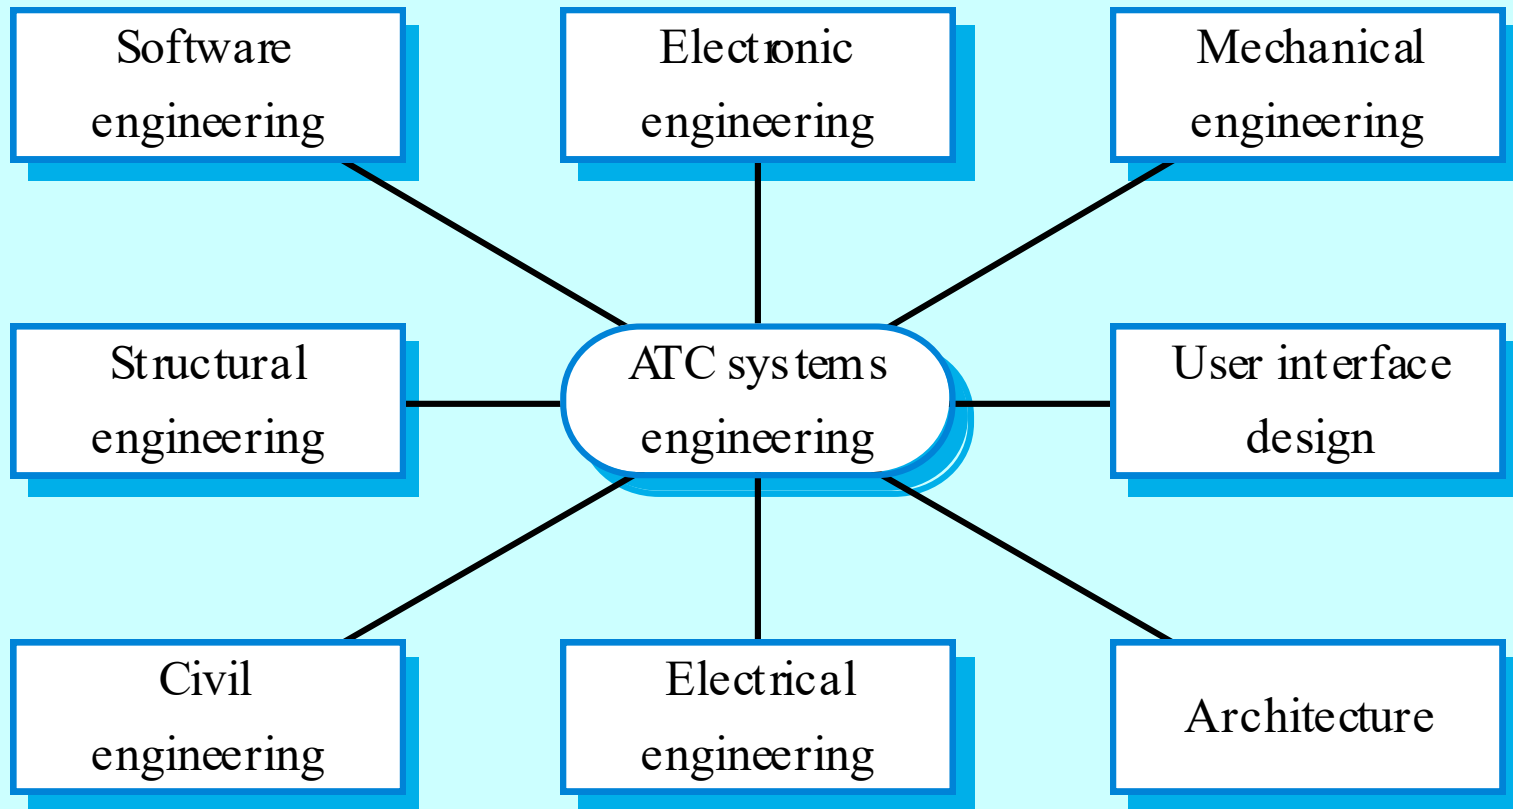 Software
engineering
Electronic
engineering
Mechanical
engineering
Structural
engineering
ATC systems
engineering
User interface
design
Civil
engineering
Electrical
engineering
Architecture